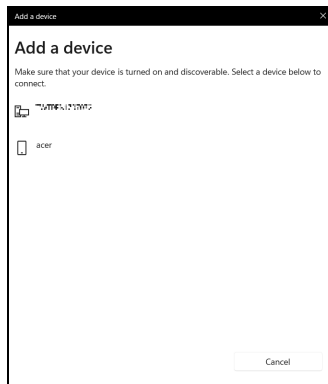 Add a device
Add a device
Make sure that your device is turned on and discoverable. Select a device below to
connect.
acer
Cancel